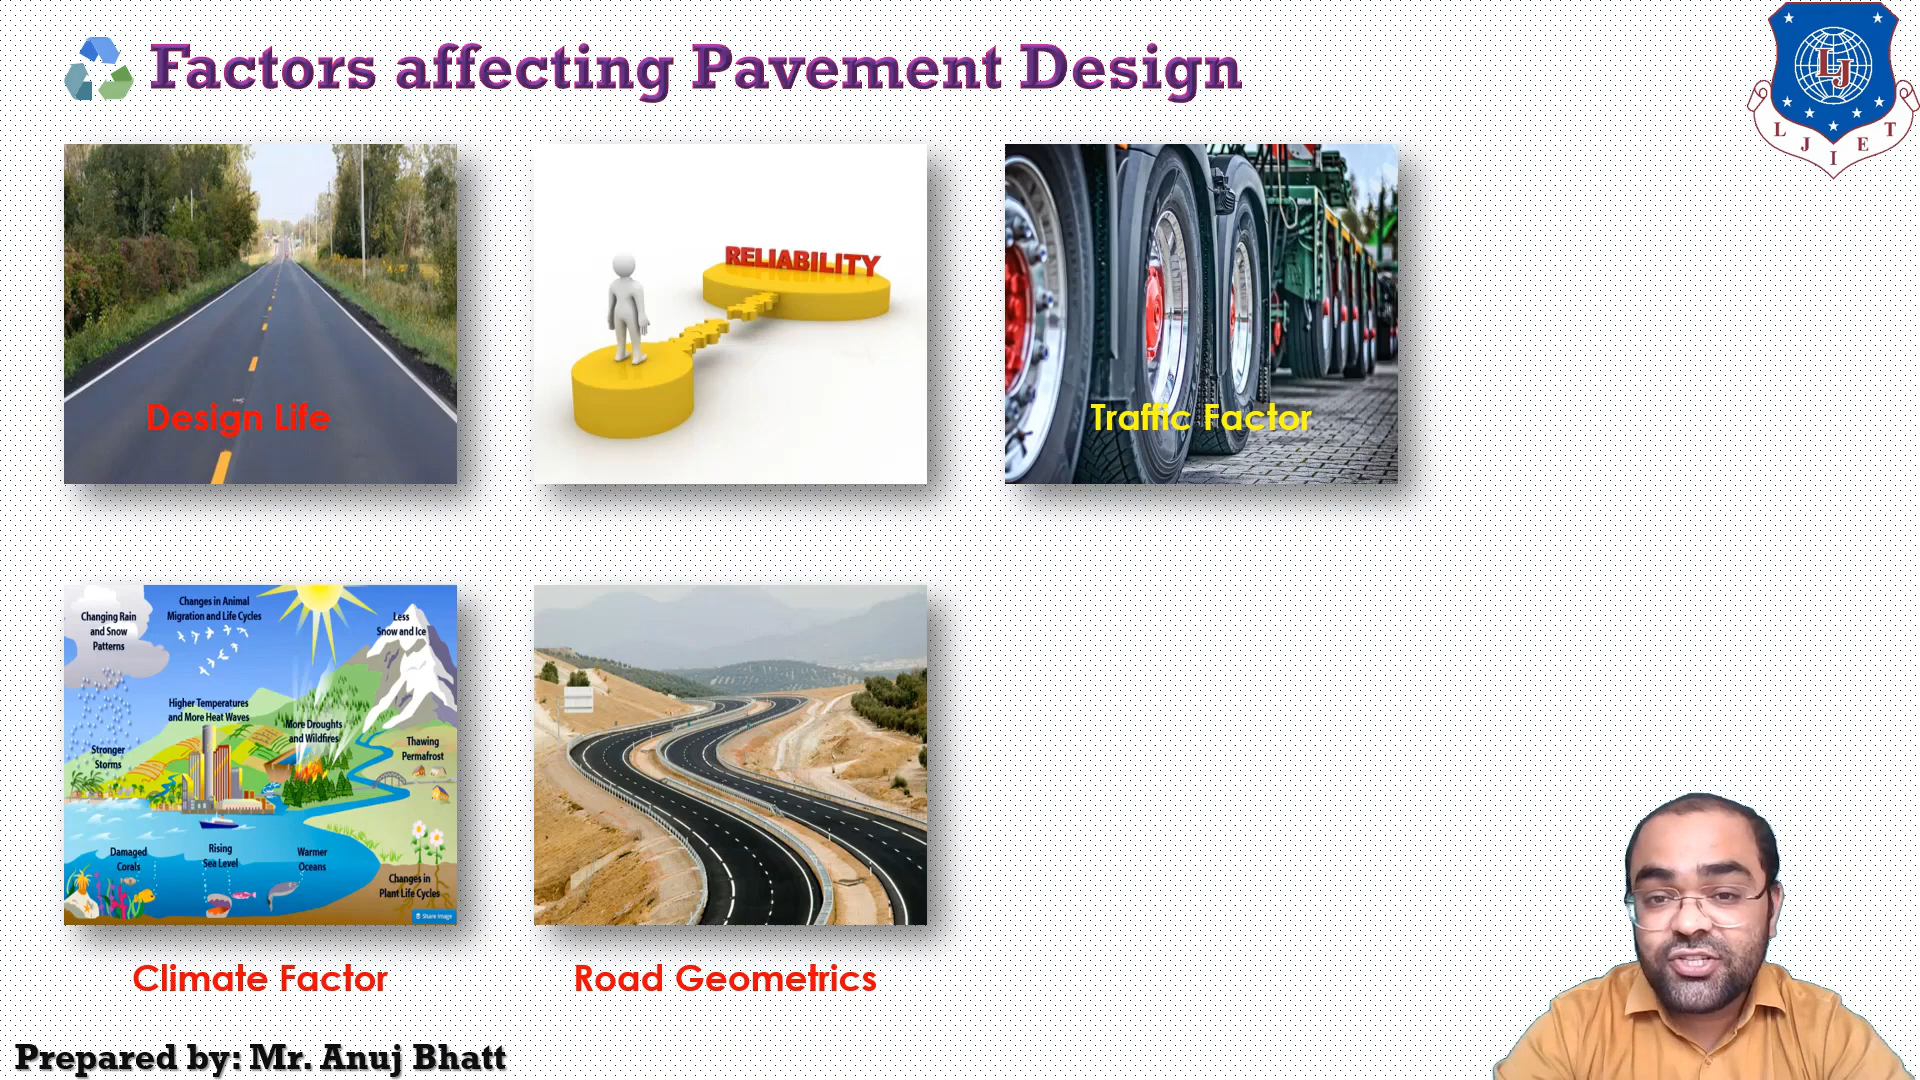 Factors affecting Pavement Design
LJ
L
J
I
E
T
RELIABILITY
Design Life
Traffic Factor
Changing Rain
and Snow
Patterns
Changes in Animal
Migration and Life Cycles
Less
Snow and Ice
Higher Temperatures
and More Heat Waves
More Droughts
and Wildfires
Stronger
Storms
Thawing
Permafrost
Damaged
Corals
Rising
Sea Level
Warmer
Oceans
Changes in
Plant Life Cycles
Share Image
Climate Factor
Road Geometrics
Prepared by: Mr. Anuj Bhatt